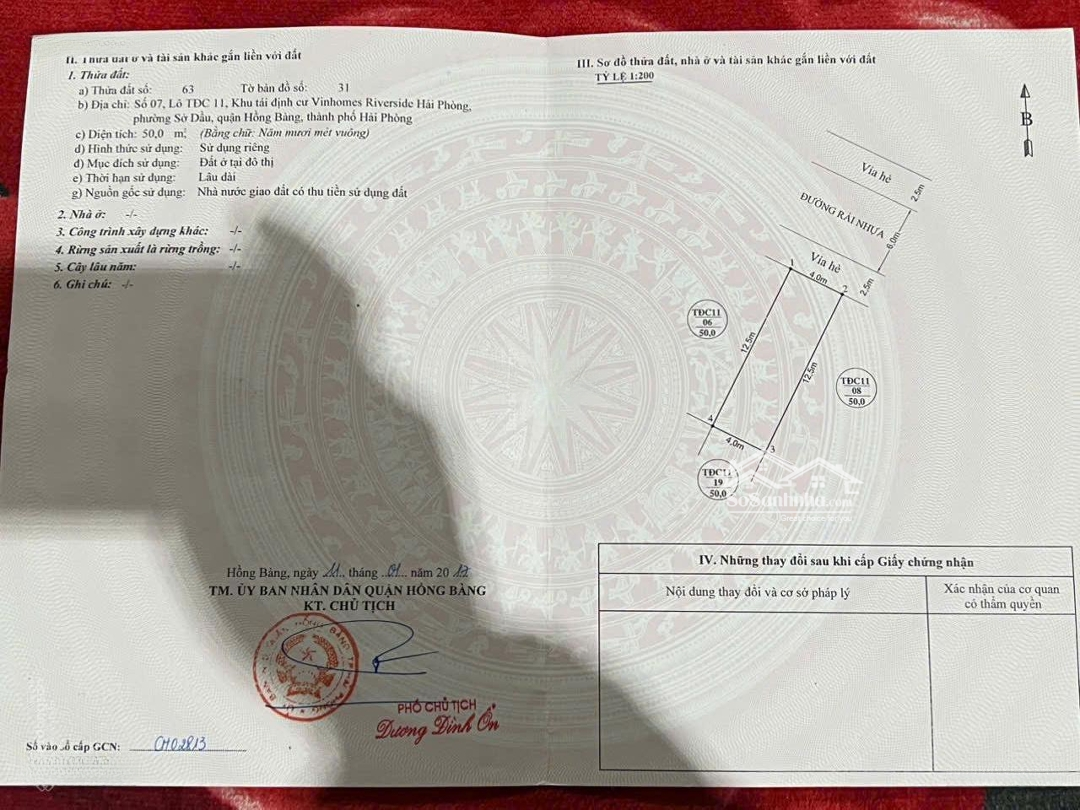 II. Thửa đất ở và tài sản khác gắn liền với đất
1. Thửa đất:
a) Thửa đất số: 63 Tờ bản đồ số: 31
b) Địa chỉ: Số 07, Lô TĐC 11, Khu tái định cư Vinhomes Riverside Hải Phòng,
phường Sở Dầu, quận Hồng Bàng, thành phố Hải Phòng
c) Diện tích: 50,0 m², (Bằng chữ: Năm mươi mét vuông)
d) Hình thức sử dụng: Sử dụng riêng
đ) Mục đích sử dụng: Đất ở tại đô thị
e) Thời hạn sử dụng: Lâu dài
g) Nguồn gốc sử dụng: Nhà nước giao đất có thu tiền sử dụng đất
2. Nhà ở: -/-
3. Công trình xây dựng khác: -/-
4. Rừng sản xuất là rừng trồng: -/-
5. Cây lâu năm: -/-
6. Ghi chú: -/-
Hồng Bàng, ngày 11 tháng 01 năm 2017
TM. ỦY BAN NHÂN DÂN QUẬN HỒNG BÀNG
KT. CHỦ TỊCH
PHÓ CHỦ TỊCH
Dương Đình Ổn
Số vào sổ cấp GCN: CH02813
III. Sơ đồ thửa đất, nhà ở và tài sản khác gắn liền với đất
TỶ LỆ 1:200
B
Vỉa hè
2,5m
ĐƯỜNG RẢI NHỰA
6,0m
Vỉa hè
2,5m
1
4,0m
2
TĐC11
06
50,0
12,5m
12,5m
TĐC11
08
50,0
4
4,0m
3
TĐC11
19
50,0
SoSanhnha.com
IV. Những thay đổi sau khi cấp Giấy chứng nhận
Nội dung thay đổi và cơ sở pháp lý
Xác nhận của cơ quan
có thẩm quyền